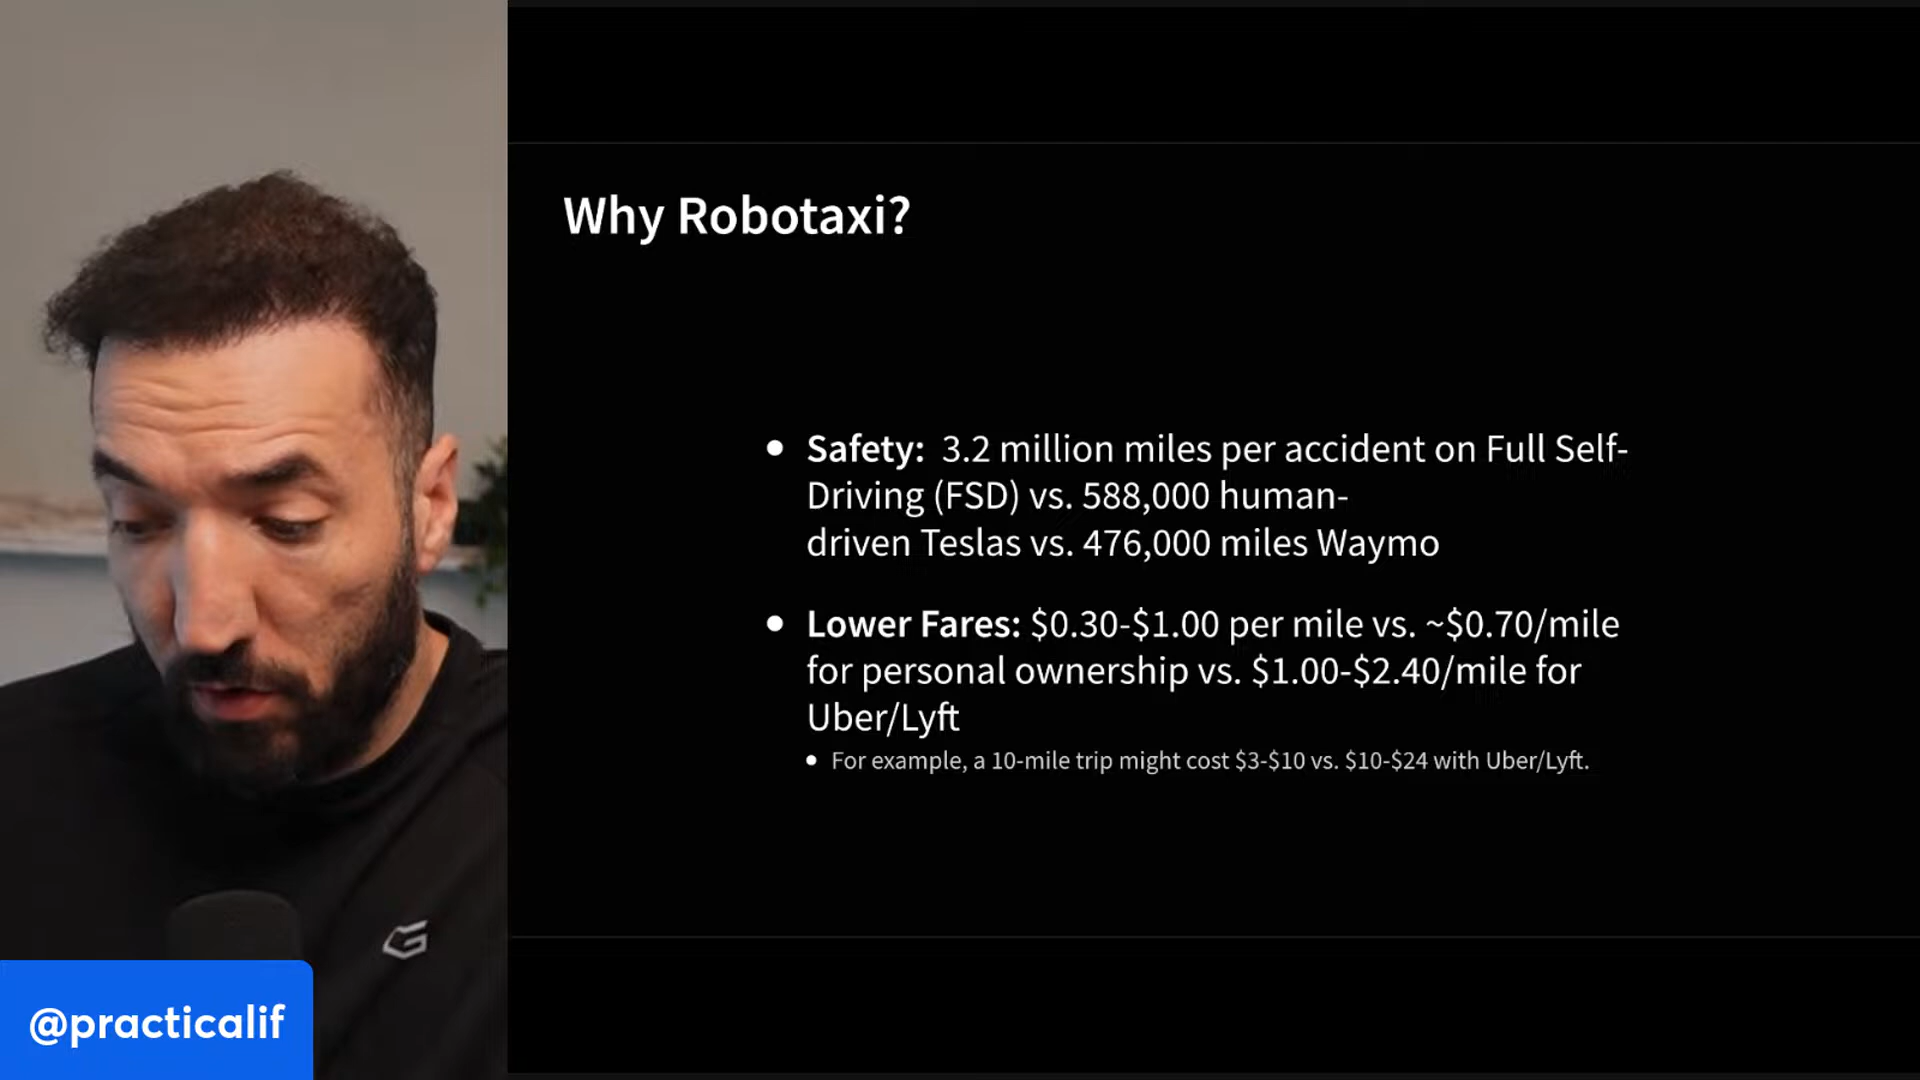 Why Robotaxi?
• Safety:  3.2 million miles per accident on Full Self-
Driving (FSD) vs. 588,000 human-
driven Teslas vs. 476,000 miles Waymo
• Lower Fares: $0.30-$1.00 per mile vs. ~$0.70/mile
for personal ownership vs. $1.00-$2.40/mile for
Uber/Lyft
• For example, a 10-mile trip might cost $3-$10 vs. $10-$24 with Uber/Lyft.
@practicalif